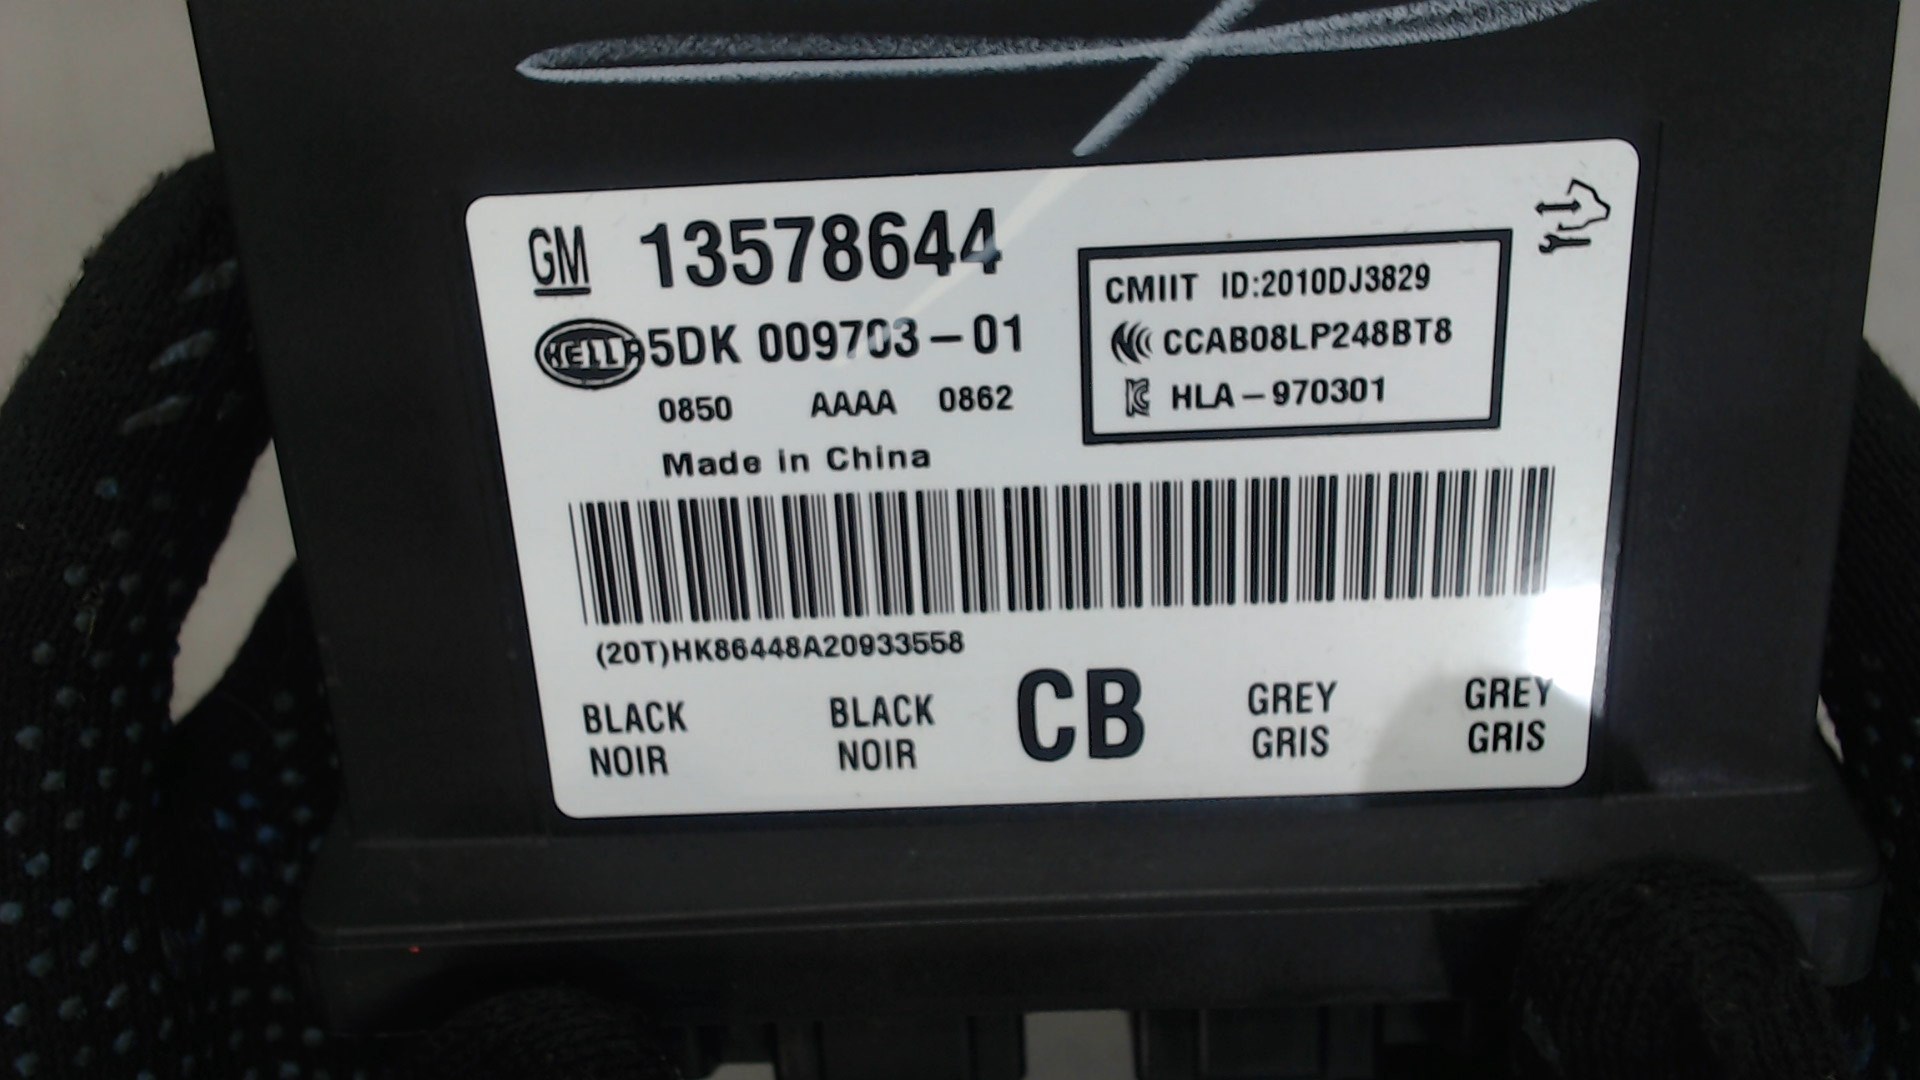 GM 13578644
HELLA 5DK 009703-01
0850 AAAA 0862
Made in China
CMIIT ID:2010DJ3829
CCAB08LP248BT8
HLA-970301
(20T)HK86448A20933558
BLACK BLACK CB GREY GREY
NOIR NOIR GRIS GRIS